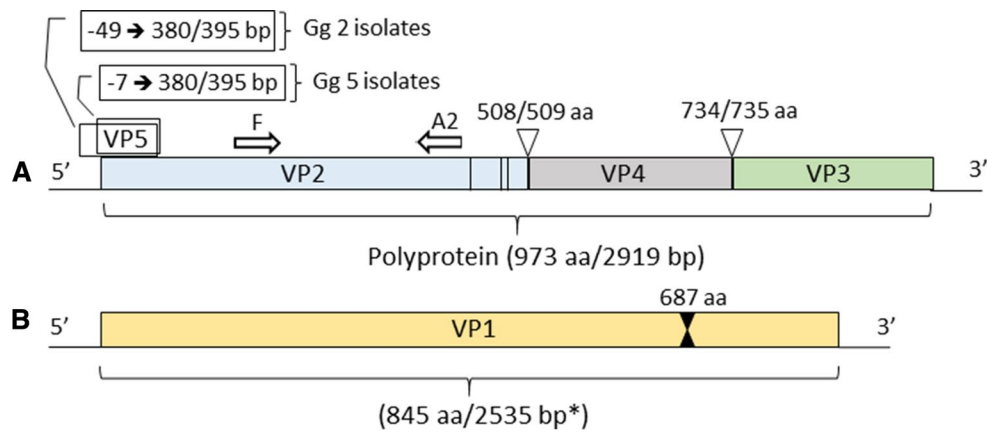 -49 → 380/395 bp Gg 2 isolates
-7 → 380/395 bp Gg 5 isolates
F A2 508/509 aa 734/735 aa
VP5
A 5’ VP2 VP4 VP3 3’
Polyprotein (973 aa/2919 bp)
687 aa
B 5’ VP1 3’
(845 aa/2535 bp*)